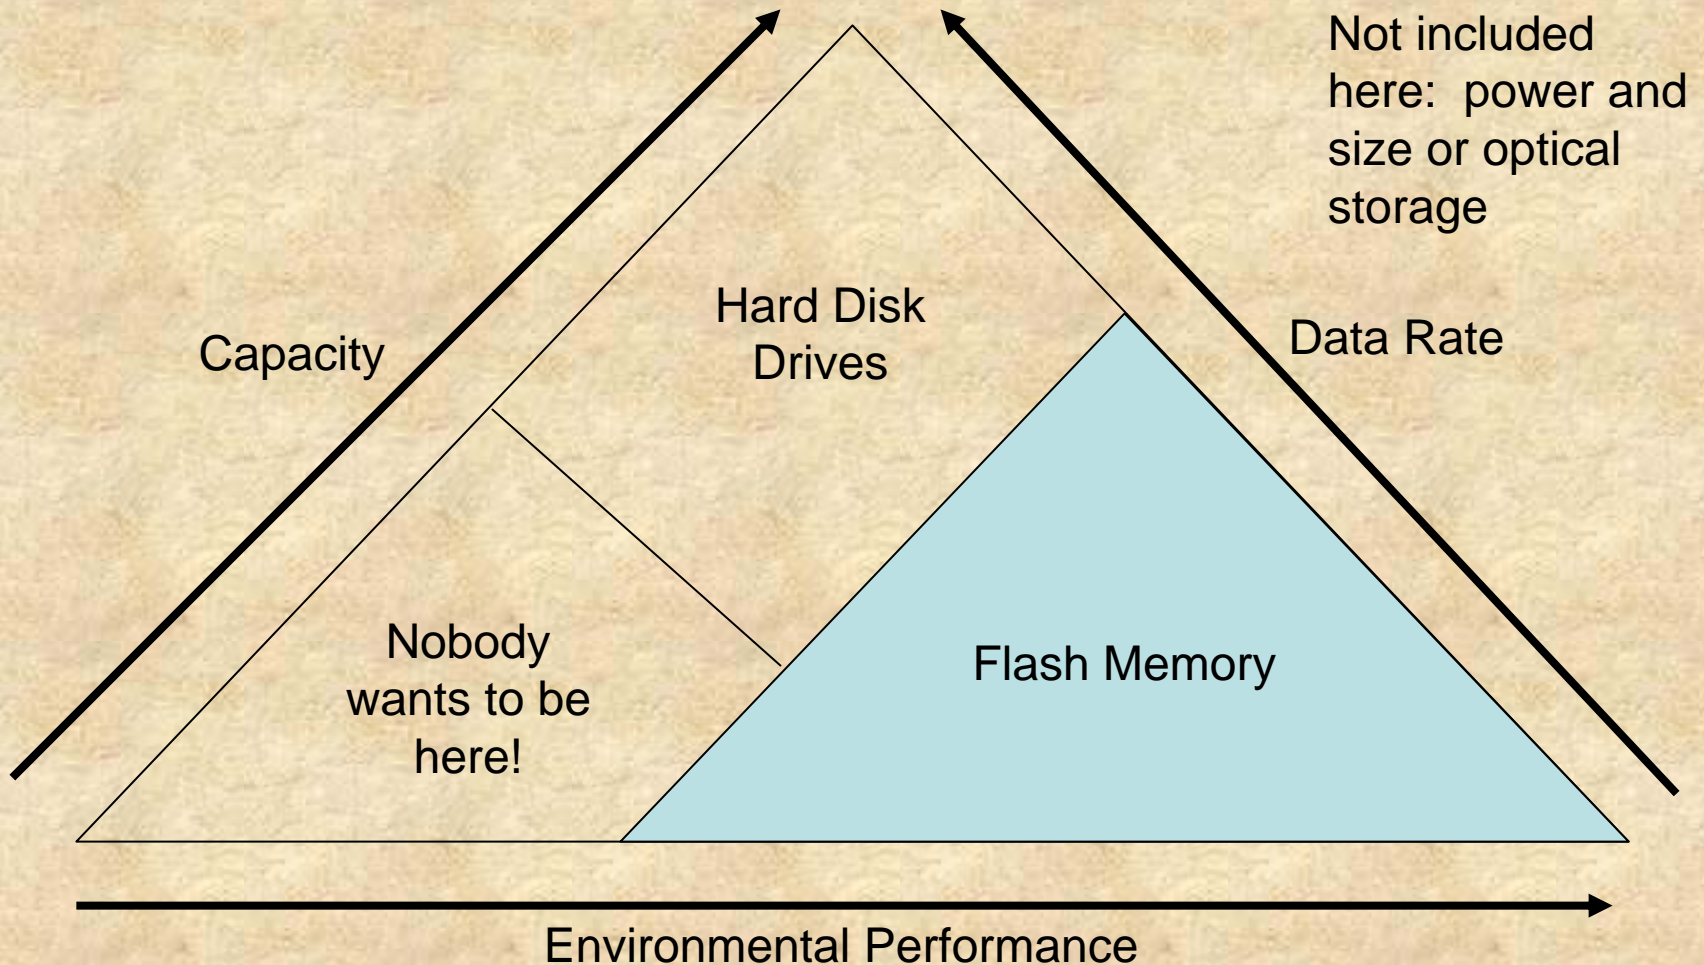 Not included
here:  power and
size or optical
storage
Hard Disk
Drives
Capacity
Data Rate
Nobody
wants to be
here!
Flash Memory
Environmental Performance